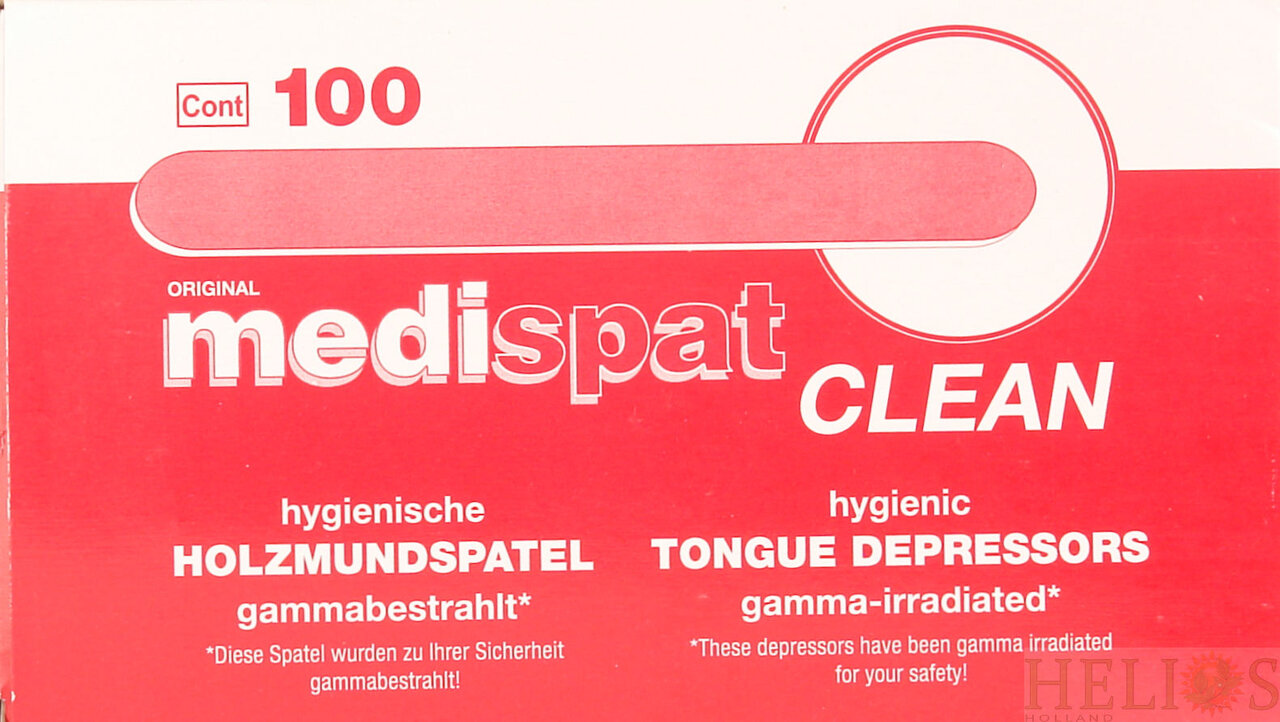 Cont 100
ORIGINAL
medispat
CLEAN
hygienische
HOLZMUNDSPATEL
gammabestrahlt*
*Diese Spatel wurden zu Ihrer Sicherheit
gammabestrahlt!
hygienic
TONGUE DEPRESSORS
gamma-irradiated*
*These depressors have been gamma irradiated
for your safety!
HELIOS
HOLLAND